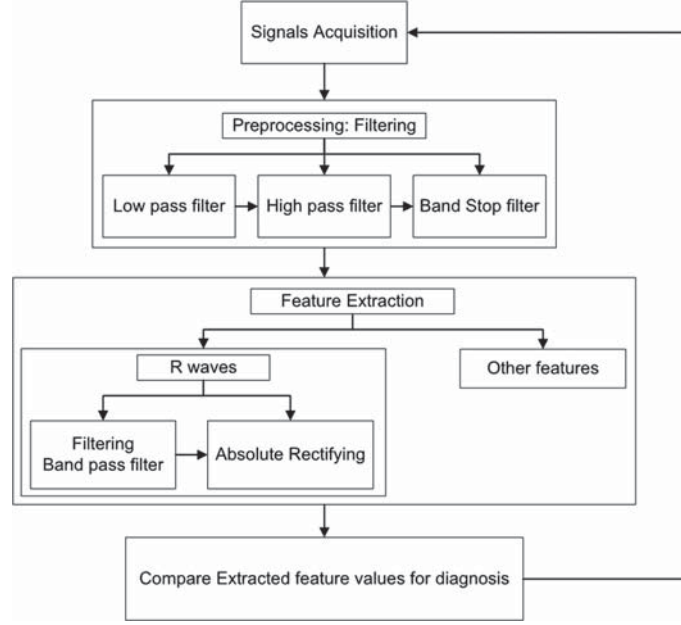 Signals Acquisition
Preprocessing: Filtering
Low pass filter
High pass filter
Band Stop filter
Feature Extraction
R waves
Other features
Filtering
Band pass filter
Absolute Rectifying
Compare Extracted feature values for diagnosis